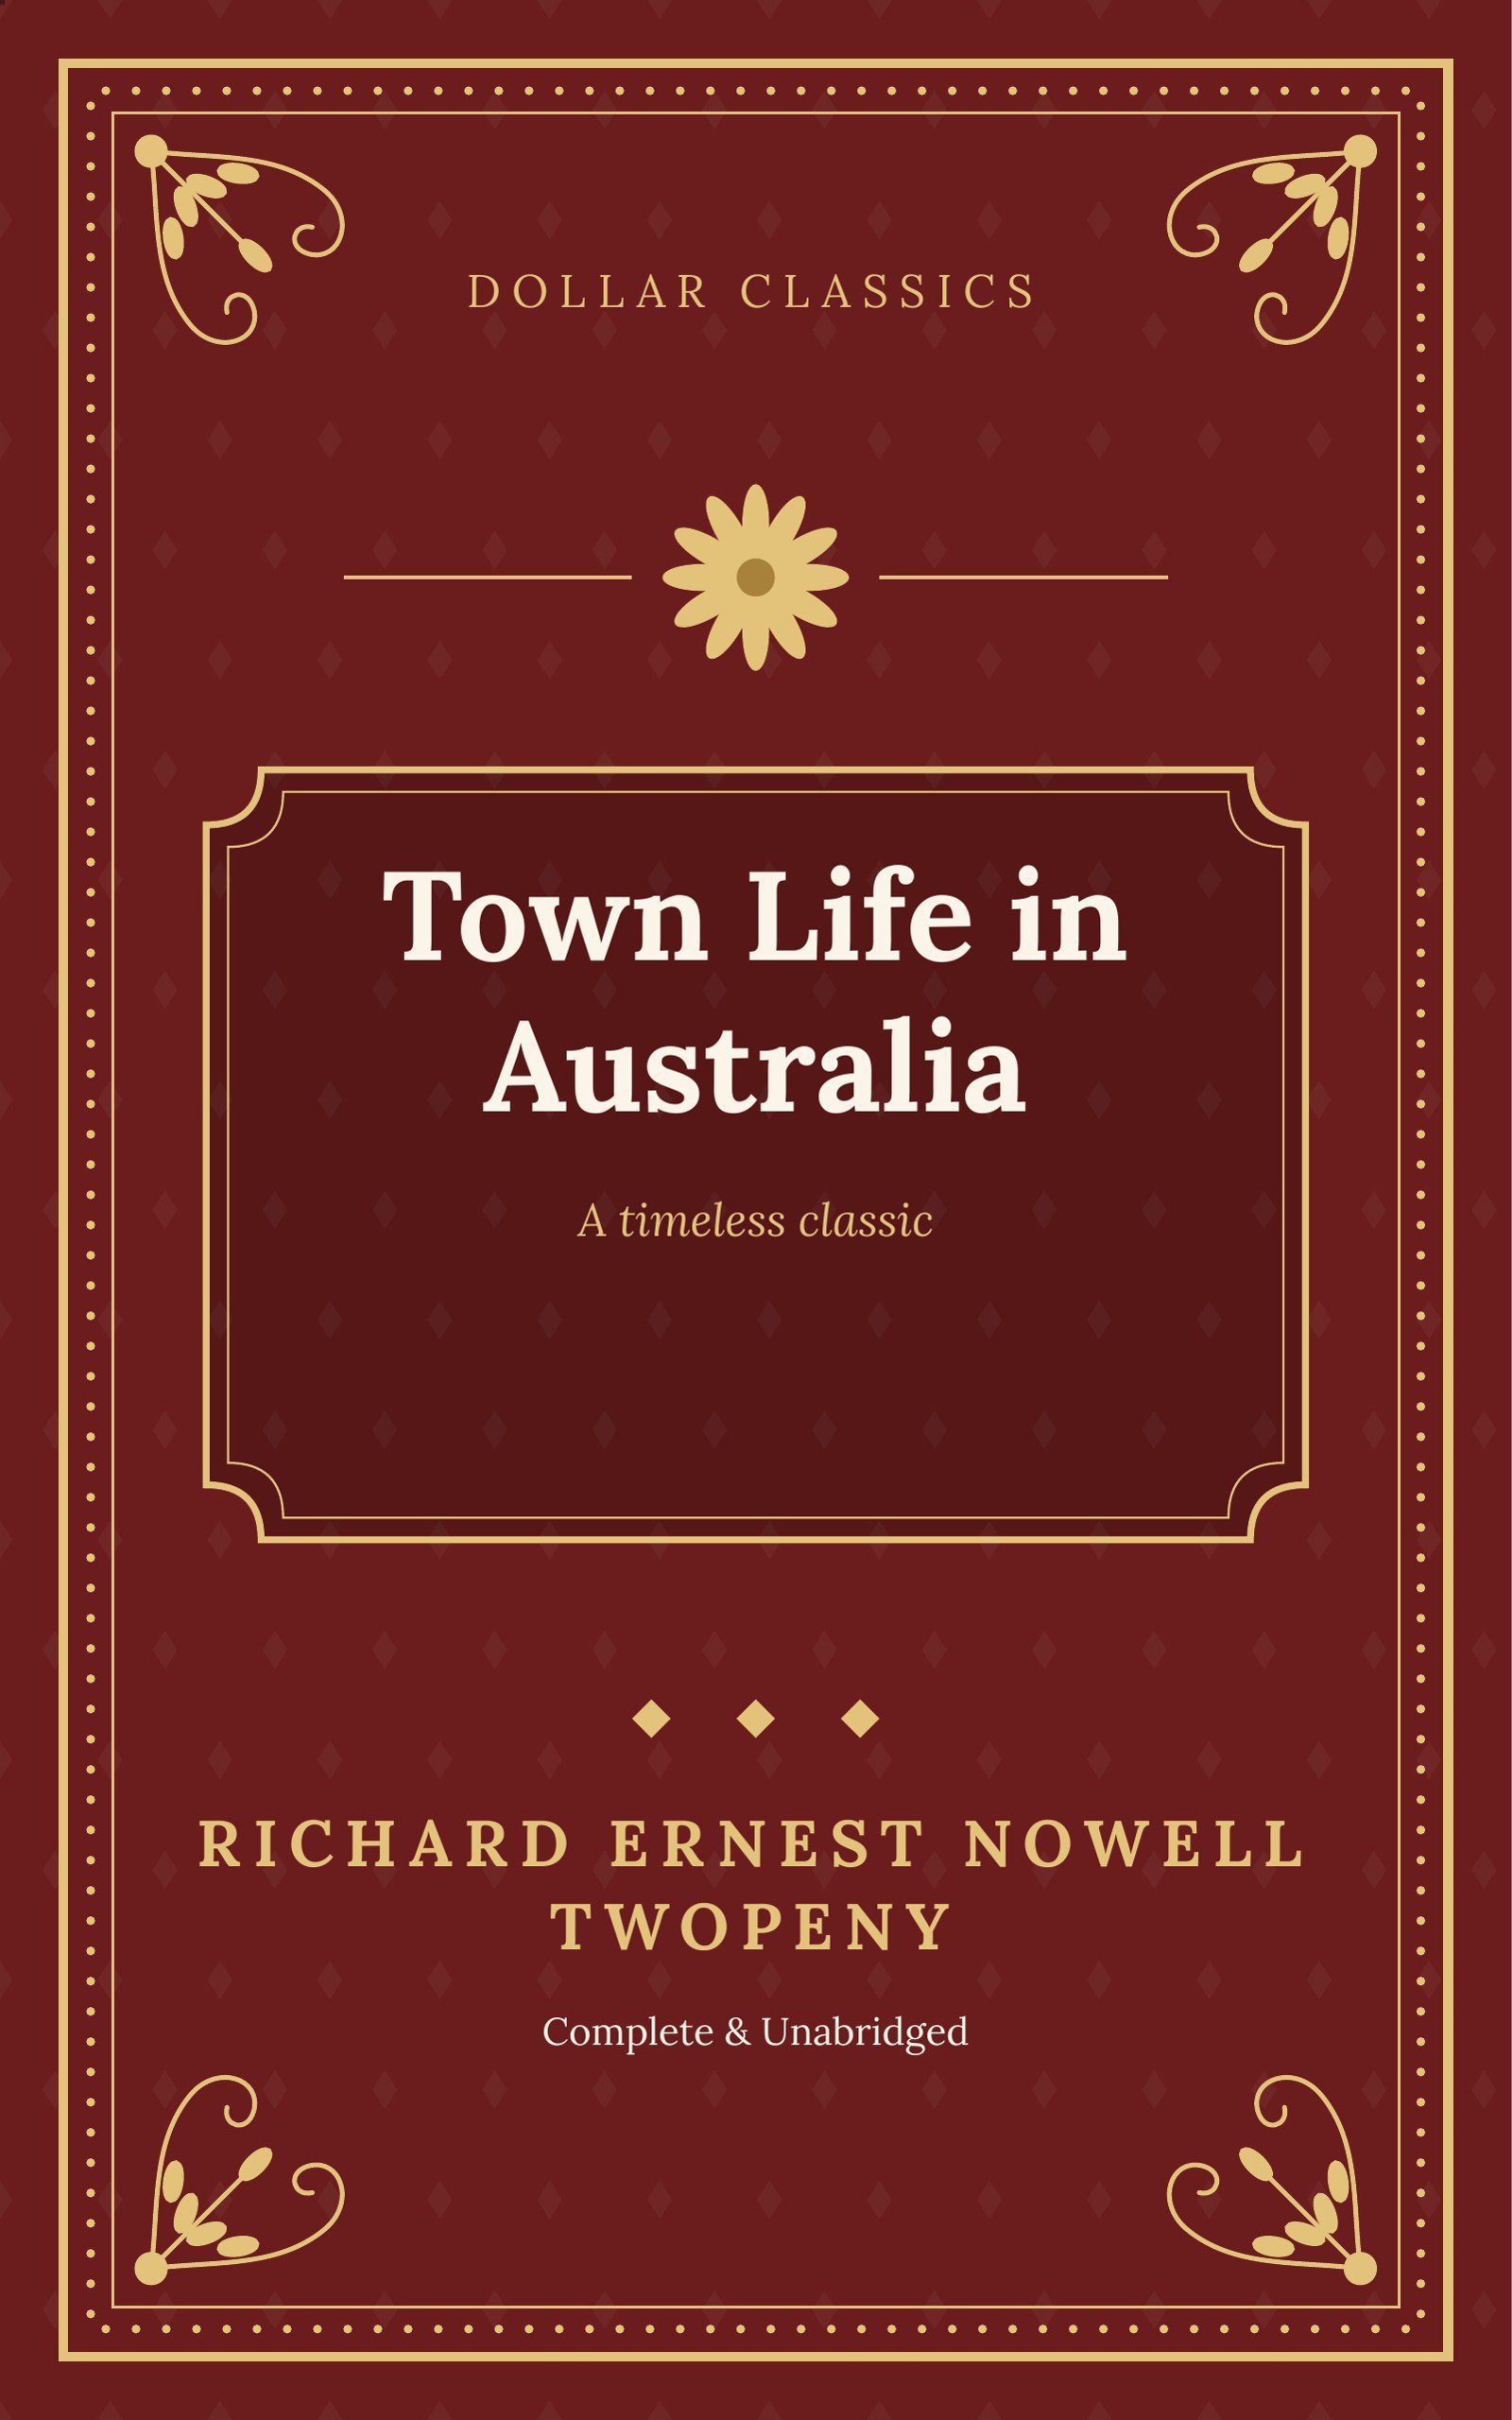 DOLLAR CLASSICS
Town Life in
Australia
A timeless classic
RICHARD ERNEST NOWELL
TWOPENY
Complete & Unabridged